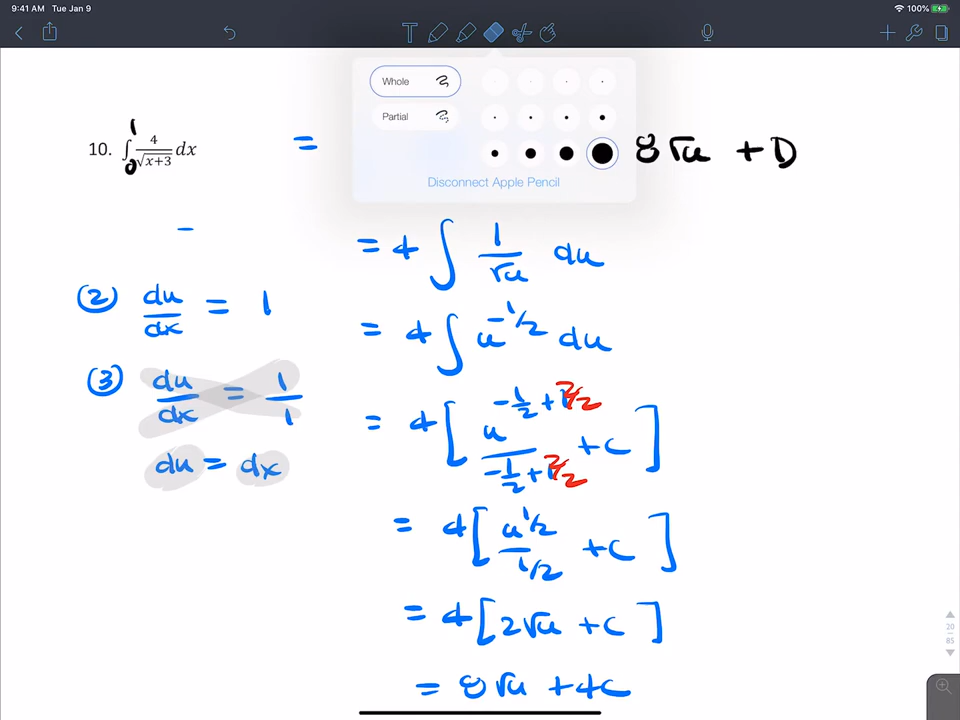 9:41 AM Tue Jan 9
100%
T
Whole
Partial
Disconnect Apple Pencil
10. ∫₀¹ 4/√(x+3) dx = 8√u + D
= 4 ∫ 1/√u du
(2) du/dx = 1
= 4 ∫ u^(-1/2) du
(3) du/dx = 1/1
= 4 [ u^(-1/2 + 2/2) / (-1/2 + 2/2) + C ]
du = dx
= 4 [ u^(1/2) / (1/2) + C ]
= 4 [ 2√u + C ]
= 8√u + 4C
20
85